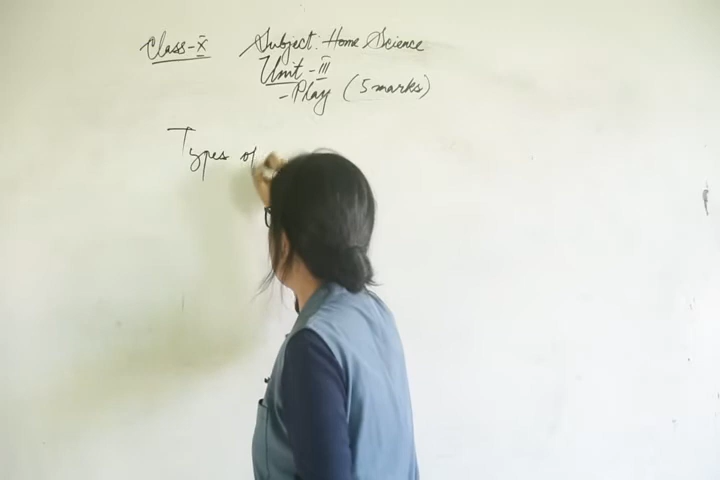 Class-X Subject. Home Science
Unit-III
-Play (5 marks)
Types of